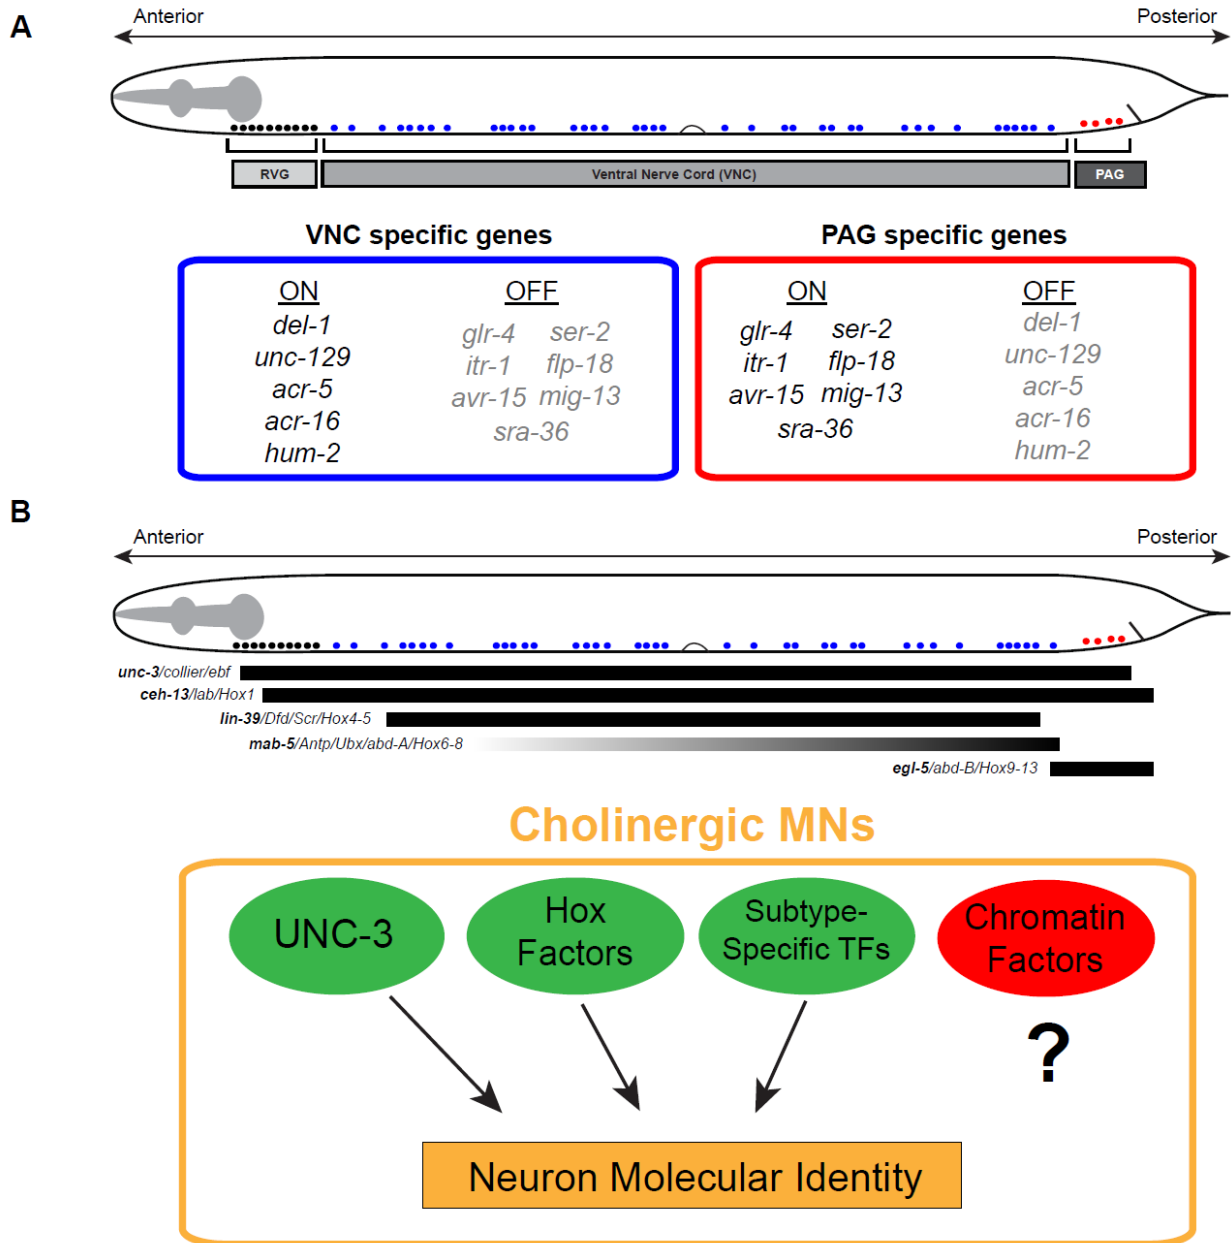 A
Anterior
Posterior
RVG
Ventral Nerve Cord (VNC)
PAG
VNC specific genes
ON
del-1
unc-129
acr-5
acr-16
hum-2
OFF
glr-4 ser-2
itr-1 flp-18
avr-15 mig-13
sra-36
PAG specific genes
ON
glr-4 ser-2
itr-1 flp-18
avr-15 mig-13
sra-36
OFF
del-1
unc-129
acr-5
acr-16
hum-2
B
Anterior
Posterior
unc-3/collier/ebf
ceh-13/lab/Hox1
lin-39/Dfd/Scr/Hox4-5
mab-5/Antp/Ubx/abd-A/Hox6-8
egl-5/abd-B/Hox9-13
Cholinergic MNs
UNC-3
Hox
Factors
Subtype-
Specific TFs
Chromatin
Factors
?
Neuron Molecular Identity